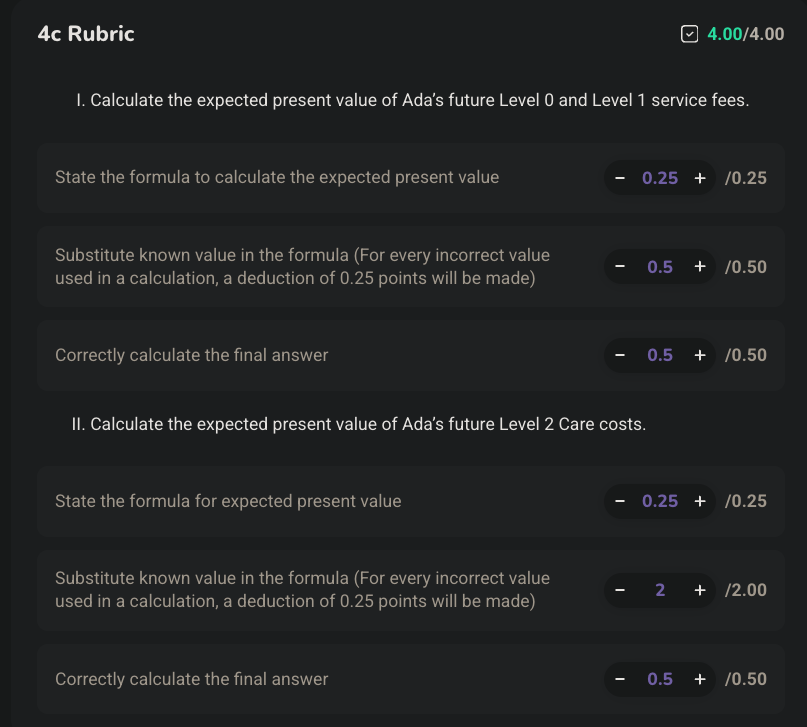 4c Rubric
4.00/4.00
I. Calculate the expected present value of Ada’s future Level 0 and Level 1 service fees.
State the formula to calculate the expected present value
− 0.25 + /0.25
Substitute known value in the formula (For every incorrect value
used in a calculation, a deduction of 0.25 points will be made)
− 0.5 + /0.50
Correctly calculate the final answer
− 0.5 + /0.50
II. Calculate the expected present value of Ada’s future Level 2 Care costs.
State the formula for expected present value
− 0.25 + /0.25
Substitute known value in the formula (For every incorrect value
used in a calculation, a deduction of 0.25 points will be made)
− 2 + /2.00
Correctly calculate the final answer
− 0.5 + /0.50